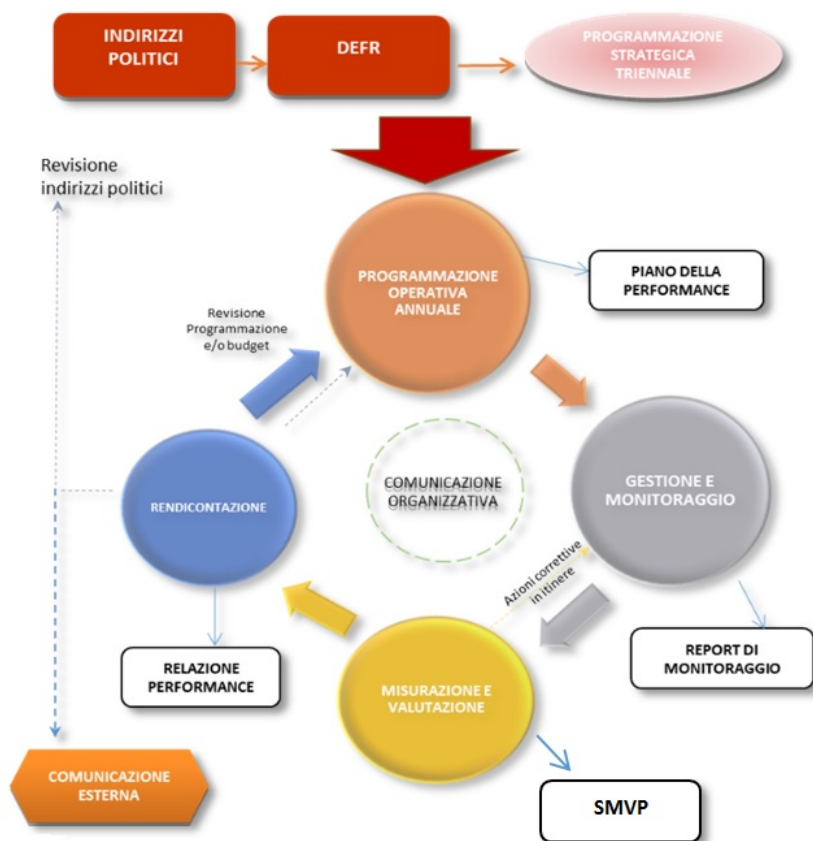 INDIRIZZI
POLITICI
DEFR
PROGRAMMAZIONE
STRATEGICA
TRIENNALE
Revisione
indirizzi politici
PROGRAMMAZIONE
OPERATIVA
ANNUALE
PIANO DELLA
PERFORMANCE
Revisione
Programmazione
e/o budget
RENDICONTAZIONE
COMUNICAZIONE
ORGANIZZATIVA
GESTIONE E
MONITORAGGIO
Azioni correttive
in itinere
RELAZIONE
PERFORMANCE
MISURAZIONE E
VALUTAZIONE
REPORT DI
MONITORAGGIO
COMUNICAZIONE
ESTERNA
SMVP